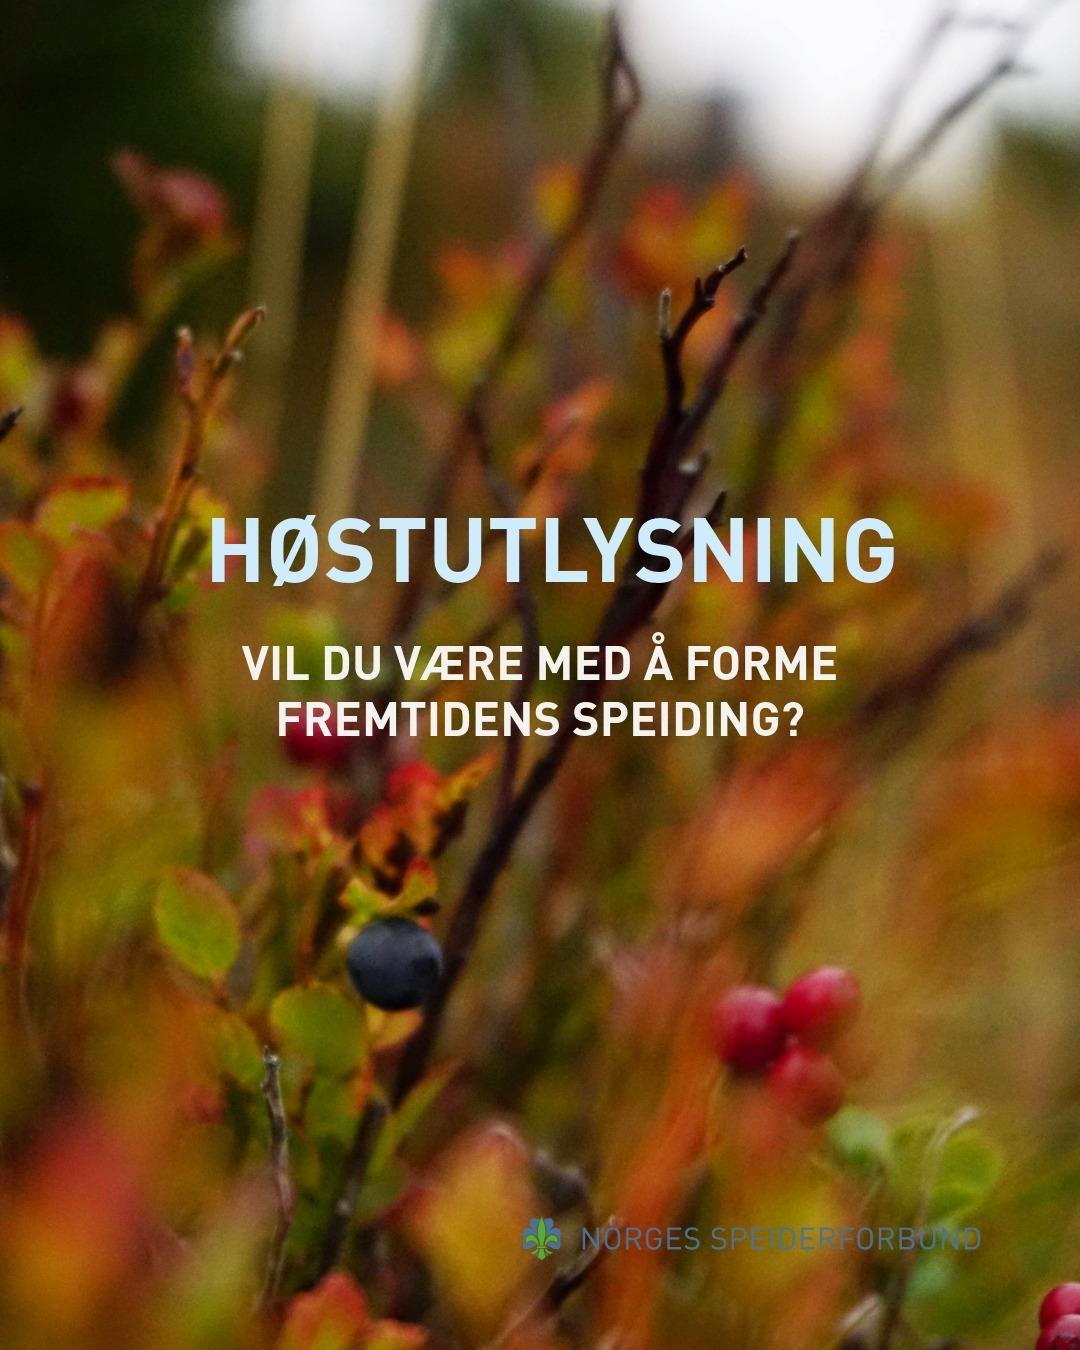 HØSTUTLYSNING
VIL DU VÆRE MED Å FORME
FREMTIDENS SPEIDING?
NORGES SPEIDERFORBUND